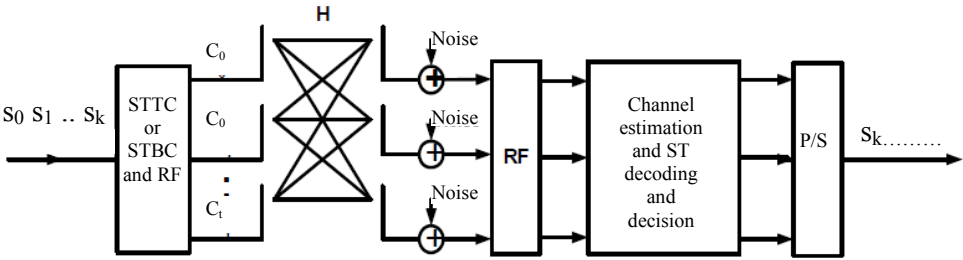 H
C0
Noise
S0 S1 .. Sk
STTC
or
STBC
and RF
C0
Noise
Ct
Noise
RF
Channel
estimation
and ST
decoding
and
decision
P/S
Sk.........